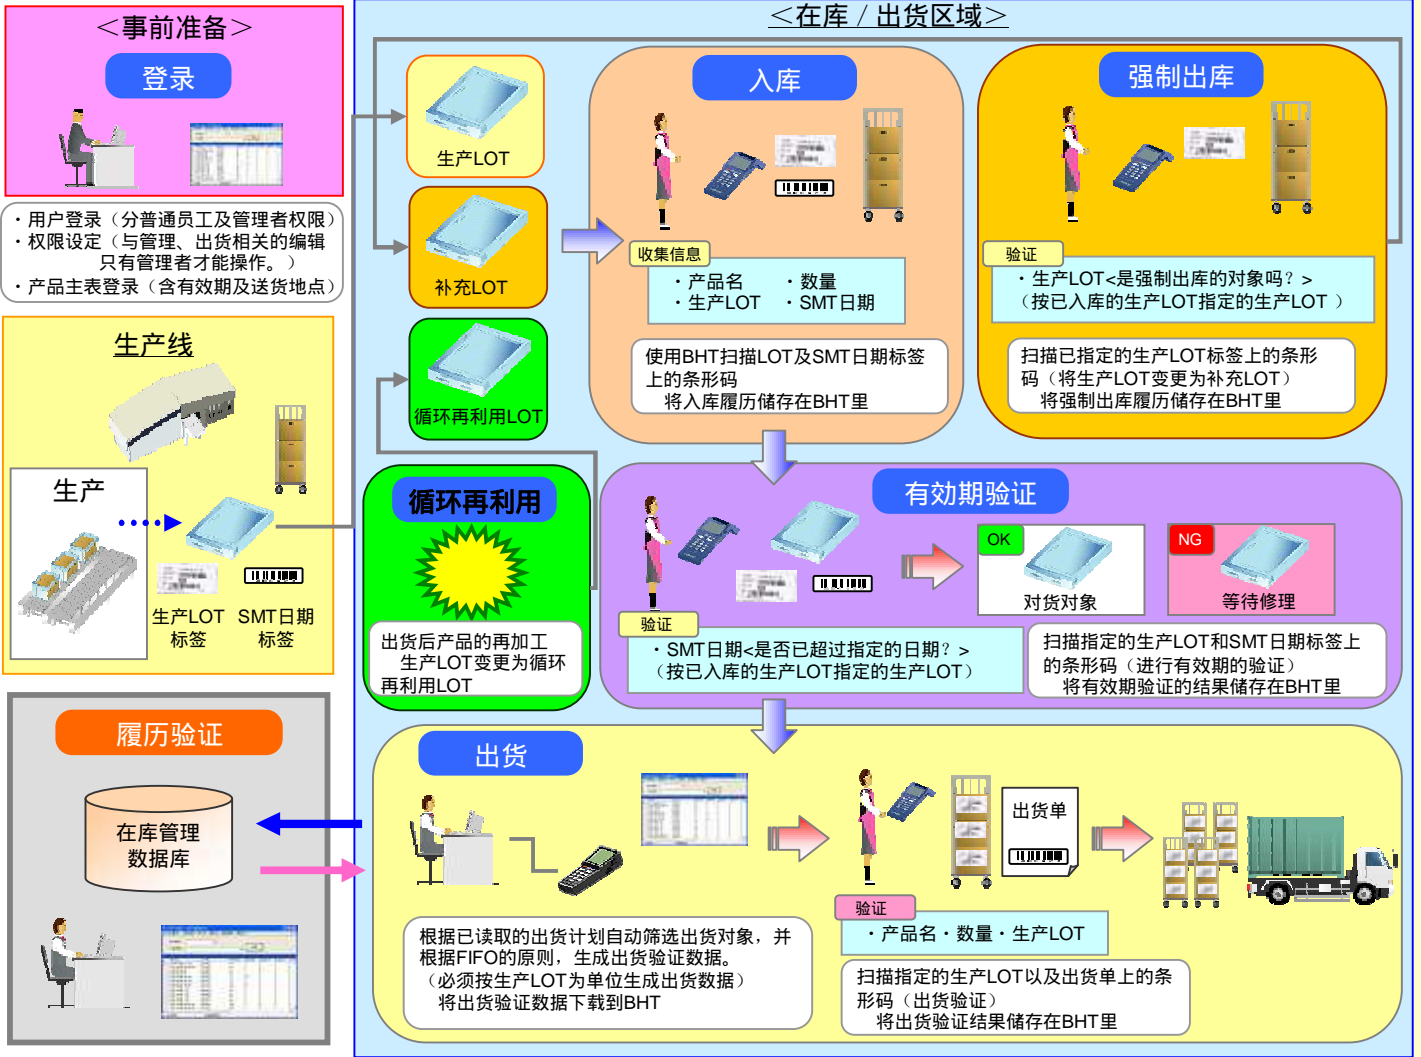 ＜事前准备＞
登录
・用户登录（分普通员工及管理者权限）
・权限设定（与管理、出货相关的编辑
只有管理者才能操作。）
・产品主表登录（含有效期及送货地点）
生产线
生产
生产LOT
标签
SMT日期
标签
履历验证
在库管理
数据库
＜在库 / 出货区域＞
生产LOT
补充LOT
循环再利用LOT
入库
收集信息
・产品名
・数量
・生产LOT
・SMT日期
使用BHT扫描LOT及SMT日期标签
上的条形码
将入库履历储存在BHT里
强制出库
验证
・生产LOT<是强制出库的对象吗？>
（按已入库的生产LOT指定的生产LOT ）
扫描已指定的生产LOT标签上的条形
码（将生产LOT变更为补充LOT）
将强制出库履历储存在BHT里
循环再利用
出货后产品的再加工
生产LOT变更为循环
再利用LOT
有効期验证
OK
对货对象
NG
等待修理
验证
・SMT日期<是否已超过指定的日期？>
（按已入库的生产LOT指定的生产LOT）
扫描指定的生产LOT和SMT日期标签上
的条形码（进行有效期的验证）
将有效期验证的结果储存在BHT里
出货
根据已读取的出货计划自动筛选出货对象，并
根据FIFO的原则，生成出货验证数据。
（必须按生产LOT为单位生成出货数据）
将出货验证数据下载到BHT
出货单
验证
・产品名・数量・生产LOT
扫描指定的生产LOT以及出货单上的条
形码（出货验证）
将出货验证结果储存在BHT里